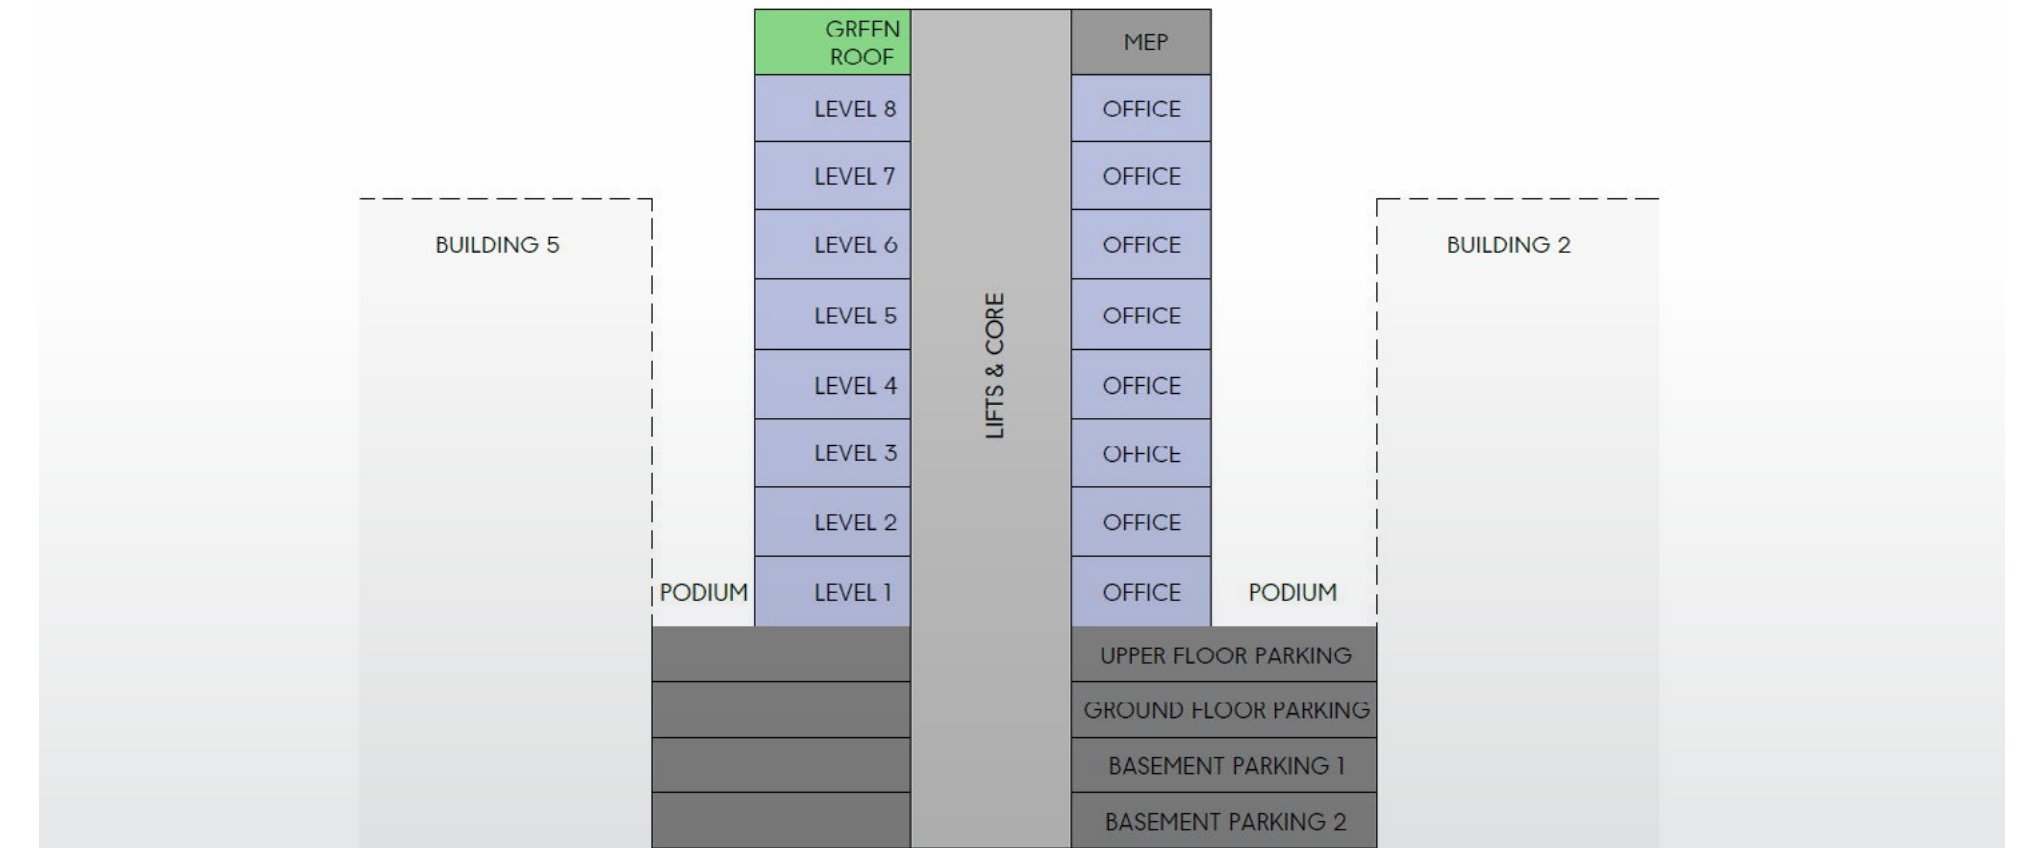 GREEN
ROOF
MEP
LEVEL 8
OFFICE
LEVEL 7
OFFICE
BUILDING 5
LEVEL 6
OFFICE
BUILDING 2
LEVEL 5
OFFICE
LIFTS & CORE
LEVEL 4
OFFICE
LEVEL 3
OFFICE
LEVEL 2
OFFICE
PODIUM
LEVEL 1
OFFICE
PODIUM
UPPER FLOOR PARKING
GROUND FLOOR PARKING
BASEMENT PARKING 1
BASEMENT PARKING 2